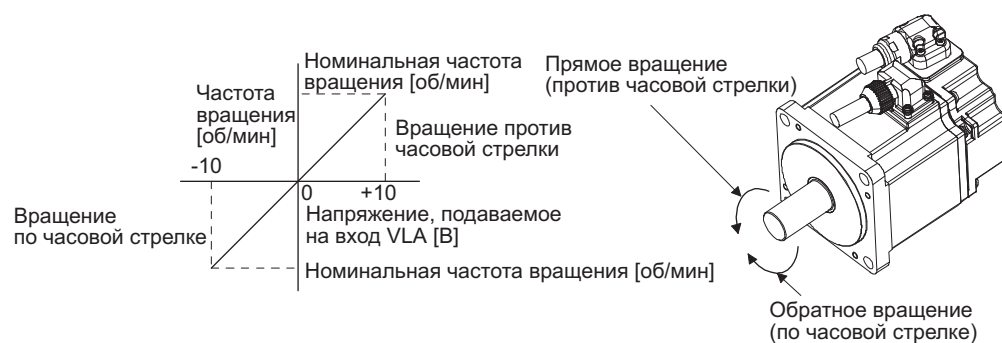 Номинальная частота
вращения [об/мин]
Частота
вращения
[об/мин]
Вращение против
часовой стрелки
-10
0
+10
Вращение
по часовой стрелке
Напряжение, подаваемое
на вход VLA [В]
Номинальная частота вращения [об/мин]
Прямое вращение
(против часовой стрелки)
Обратное вращение
(по часовой стрелке)